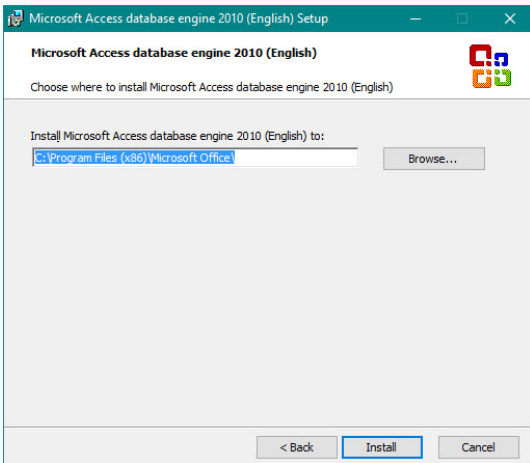 Microsoft Access database engine 2010 (English) Setup
Microsoft Access database engine 2010 (English)
Choose where to install Microsoft Access database engine 2010 (English)
Install Microsoft Access database engine 2010 (English) to:
C:\Program Files (x86)\Microsoft Office\
Browse...
< Back
Install
Cancel